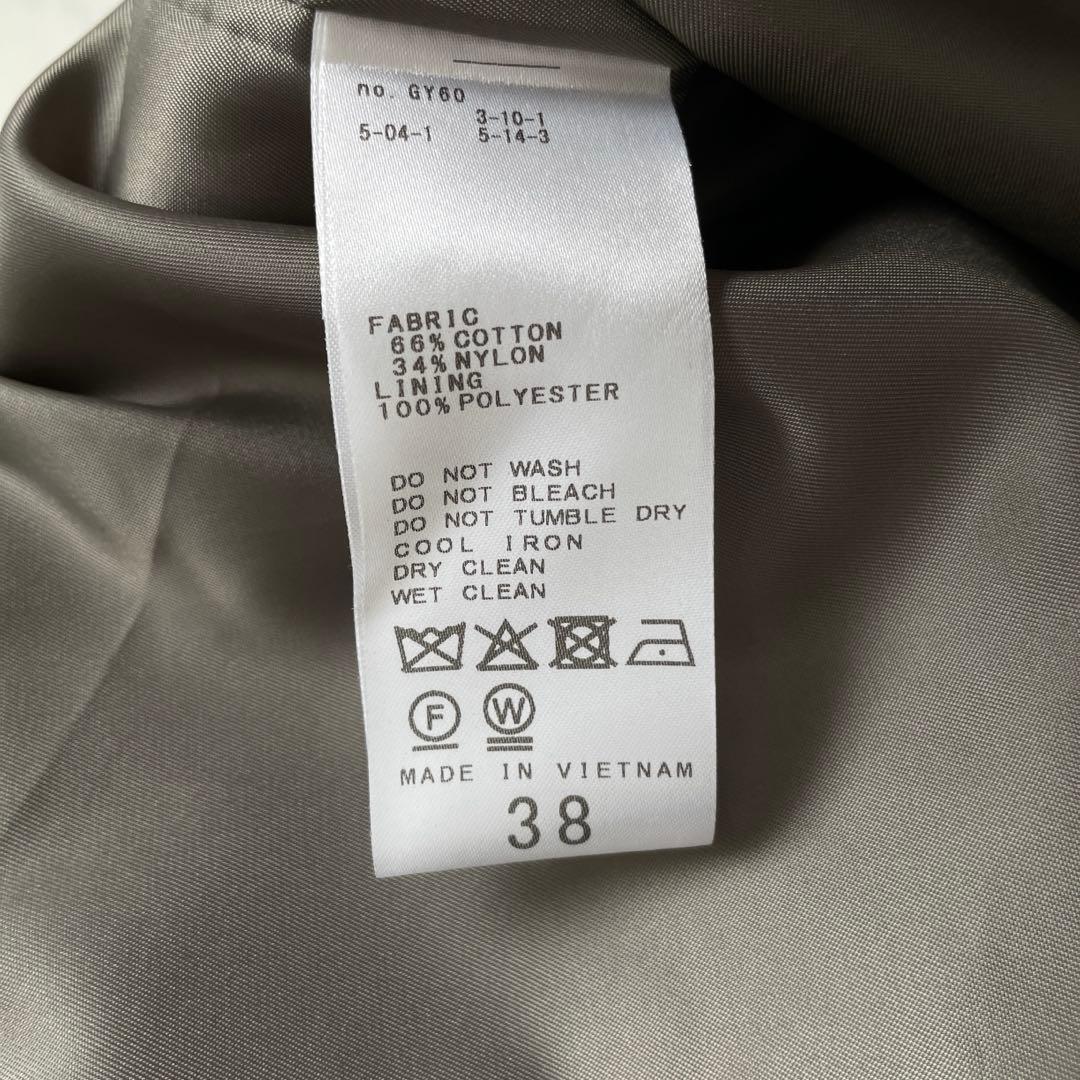 no. GY60
3-10-1
5-04-1 5-14-3
FABRIC
66% COTTON
34% NYLON
LINING
100% POLYESTER
DO NOT WASH
DO NOT BLEACH
DO NOT TUMBLE DRY
COOL IRON
DRY CLEAN
WET CLEAN
F W
MADE IN VIETNAM
38